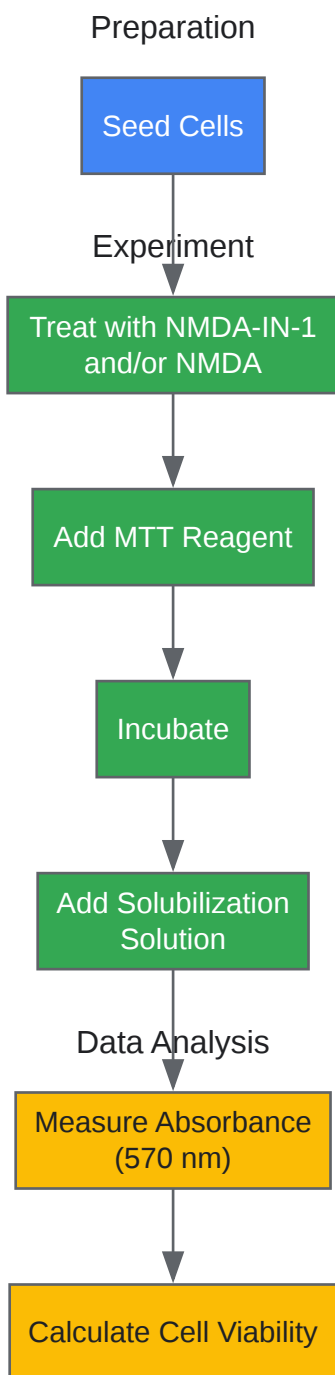 Preparation
Seed Cells
Experiment
Treat with NMDA-IN-1
and/or NMDA
Add MTT Reagent
Incubate
Add Solubilization
Solution
Data Analysis
Measure Absorbance
(570 nm)
Calculate Cell Viability